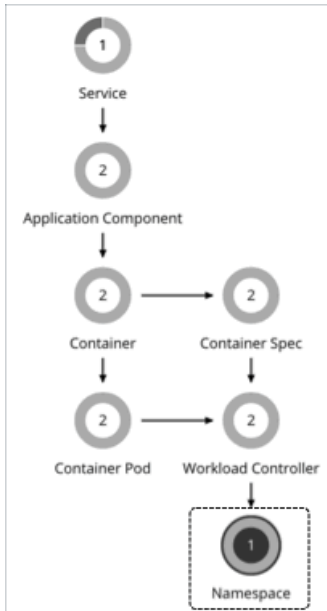 1
Service
2
Application Component
2 2
Container Container Spec
2 2
Container Pod Workload Controller
1
Namespace